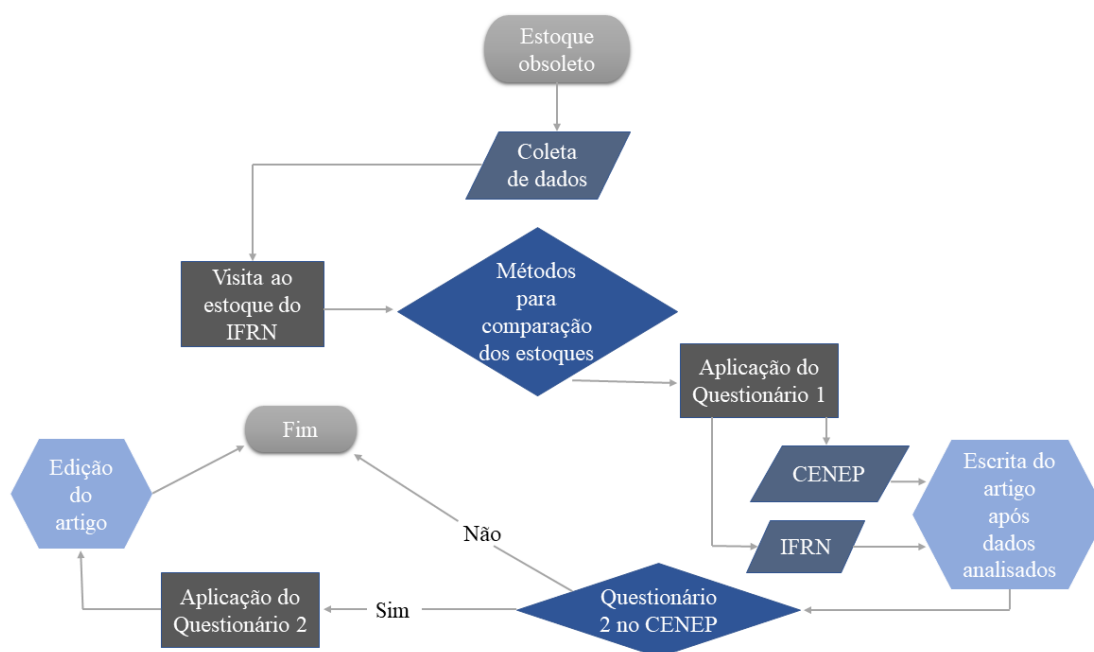 Estoque
obsoleto
Coleta
de dados
Visita ao
estoque do
IFRN
Métodos
para
comparação
dos estoques
Aplicação do
Questionário 1
CENEP
IFRN
Escrita do
artigo
após
dados
analisados
Questionário
2 no CENEP
Não
Sim
Aplicação do
Questionário 2
Edição
do
artigo
Fim